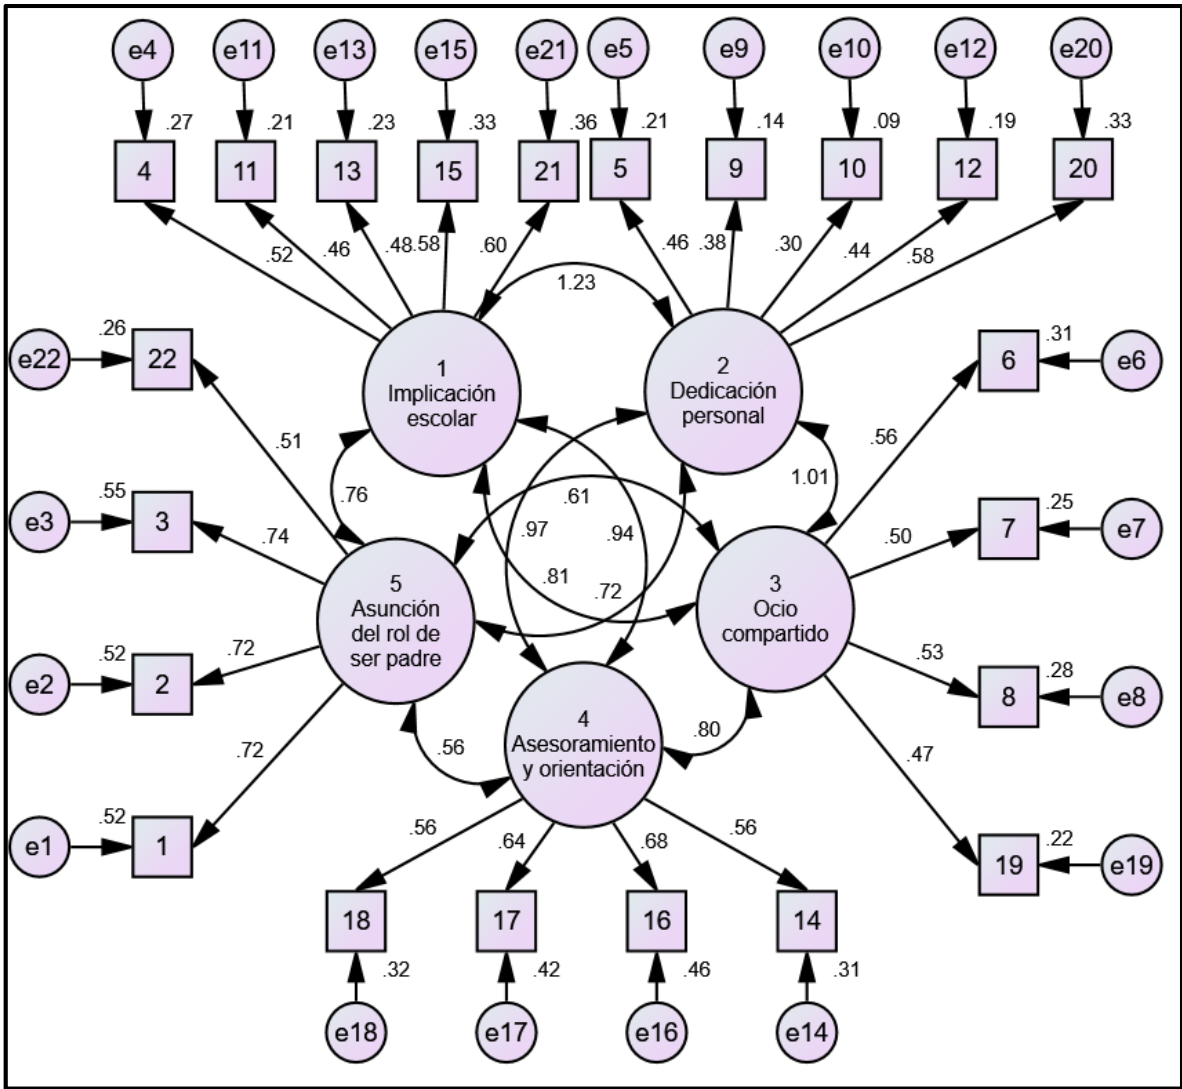 e4 e11 e13 e15 e21 e5 e9 e10 e12 e20
.27 .21 .23 .33 .36 .21 .14 .09 .19 .33
4 11 13 15 21 5 9 10 12 20
.52 .46 .48 .58 .60 .46 .38 .30 .44 .58
1.23
e22 .26 22
1
Implicación
escolar
2
Dedicación
personal
6 .31 e6
.51
.76
.56
1.01
.61
e3 .55 3
.74
.97
.94
.50
7 .25 e7
.81
.72
5
Asunción
del rol de
ser padre
3
Ocio
compartido
e2 .52 2
.72
.53
8 .28 e8
.72
.56
.80
.47
4
Asesoramiento
y orientación
e1 .52 1
19 .22 e19
.56 .64 .68 .56
18 17 16 14
.32 .42 .46 .31
e18 e17 e16 e14